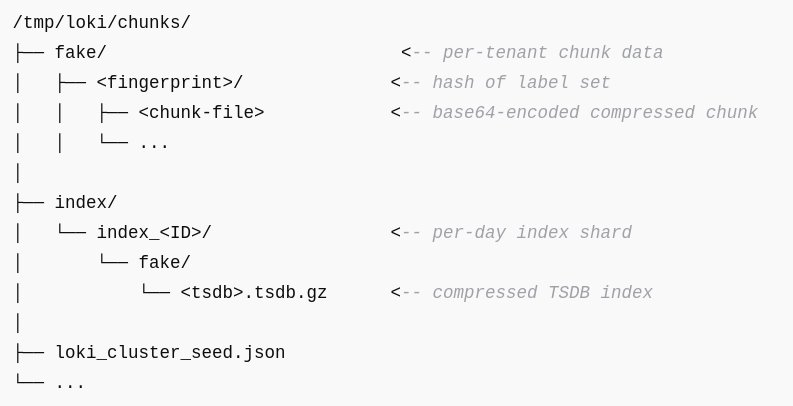 /tmp/loki/chunks/
├── fake/                            <-- per-tenant chunk data
│   ├── <fingerprint>/              <-- hash of label set
│   │   ├── <chunk-file>            <-- base64-encoded compressed chunk
│   │   └── ...
│
├── index/
│   └── index_<ID>/                 <-- per-day index shard
│       └── fake/
│           └── <tsdb>.tsdb.gz      <-- compressed TSDB index
│
├── loki_cluster_seed.json
└── ...